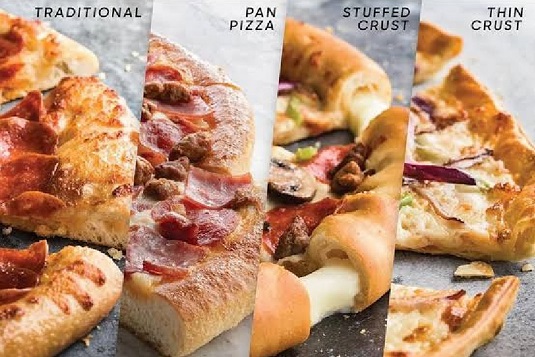 TRADITIONAL
PAN
PIZZA
STUFFED
CRUST
THIN
CRUST